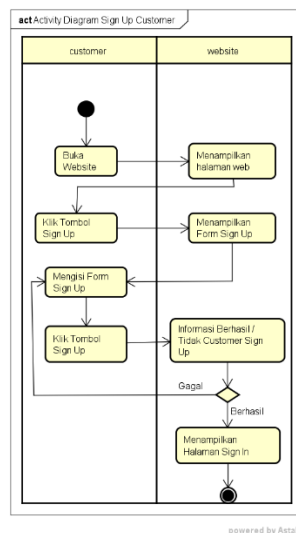 act Activity Diagram Sign Up Customer
customer
website
Buka
Website
Menampilkan
halaman web
Klik Tombol
Sign Up
Menampilkan
Form Sign Up
Mengisi Form
Sign Up
Klik Tombol
Sign Up
Informasi Berhasil /
Tidak Customer Sign
Up
Gagal
Berhasil
Menampilkan
Halaman Sign In
powered by Asta